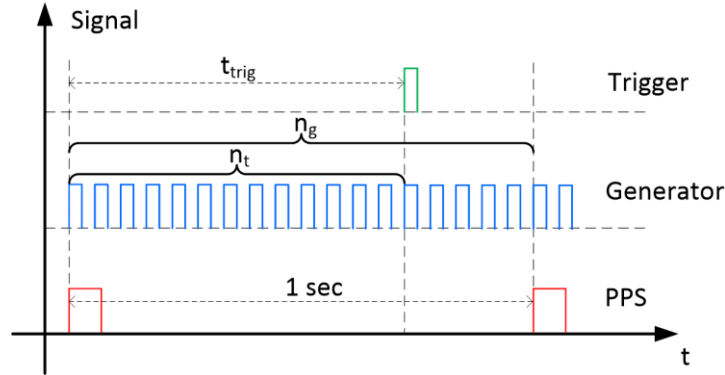 Signal
t_trig
Trigger
n_g
n_t
Generator
1 sec
PPS
t